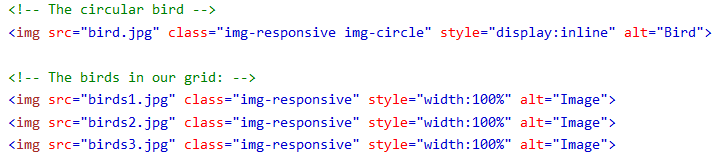 <!-- The circular bird -->
<img src="bird.jpg" class="img-responsive img-circle" style="display:inline" alt="Bird">
<!-- The birds in our grid: -->
<img src="birds1.jpg" class="img-responsive" style="width:100%" alt="Image">
<img src="birds2.jpg" class="img-responsive" style="width:100%" alt="Image">
<img src="birds3.jpg" class="img-responsive" style="width:100%" alt="Image">